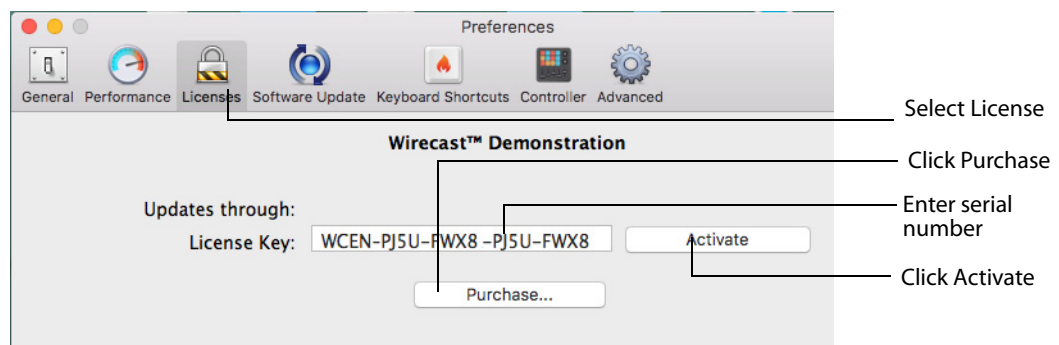 Preferences
General Performance Licenses Software Update Keyboard Shortcuts Controller Advanced
Select License
Wirecast™ Demonstration
Click Purchase
Updates through:
Enter serial
number
License Key: WCEN-PJ5U-FWX8 –PJ5U-FWX8 Activate
Click Activate
Purchase...